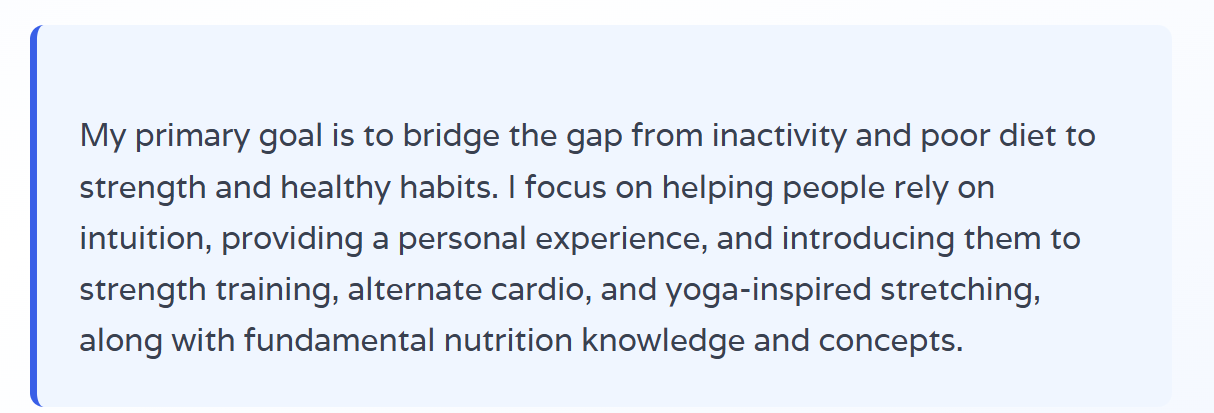 My primary goal is to bridge the gap from inactivity and poor diet to
strength and healthy habits. I focus on helping people rely on
intuition, providing a personal experience, and introducing them to
strength training, alternate cardio, and yoga-inspired stretching,
along with fundamental nutrition knowledge and concepts.